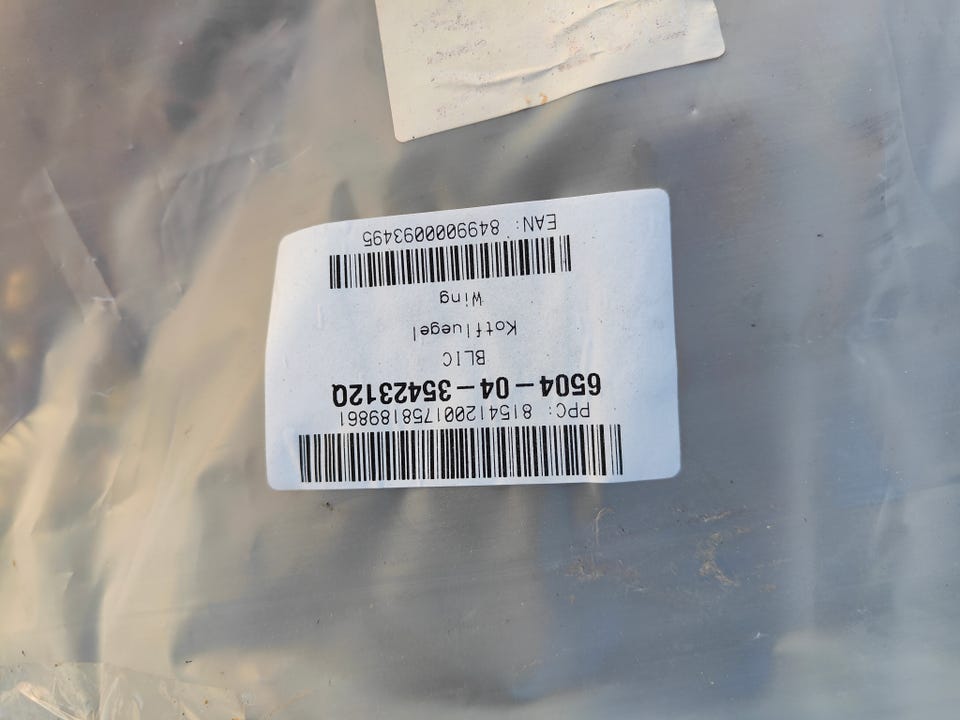 PPC: 815412001758189861
6504-04-3542312Q
BLIC
Kotfluegel
Wing
EAN: 8499000093495